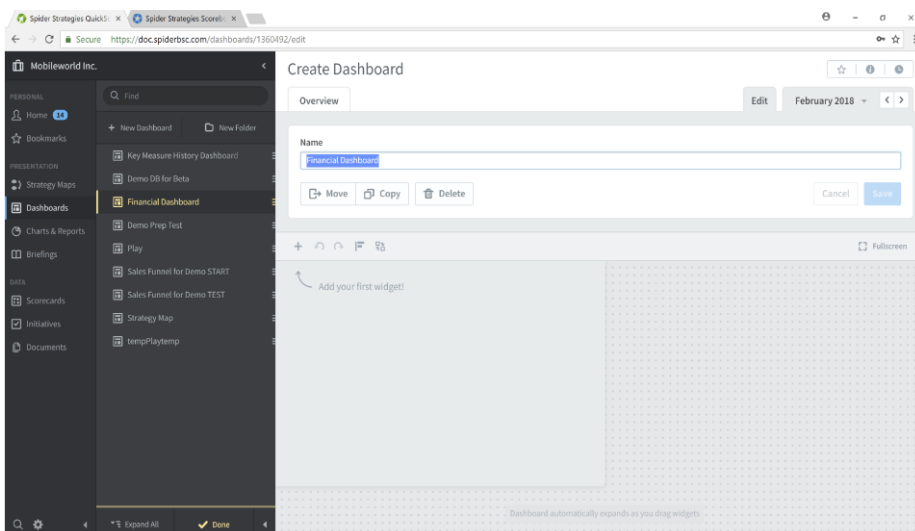 Spider Strategies QuickSc
Spider Strategies Scoreb
Secure https://doc.spiderbsc.com/dashboards/1360492/edit
Mobileworld Inc.
PERSONAL
Home 14
Bookmarks
PRESENTATION
Strategy Maps
Dashboards
Charts & Reports
Briefings
DATA
Scorecards
Initiatives
Documents
Find
+ New Dashboard New Folder
Key Measure History Dashboard
Demo DB for Beta
Financial Dashboard
Demo Prep Test
Play
Sales Funnel for Demo START
Sales Funnel for Demo TEST
Strategy Map
tempPlaytemp
Expand All Done
Create Dashboard
Overview Edit February 2018
Name
Financial Dashboard
Move Copy Delete Cancel Save
Fullscreen
Add your first widget!
Dashboard automatically expands as you drag widgets